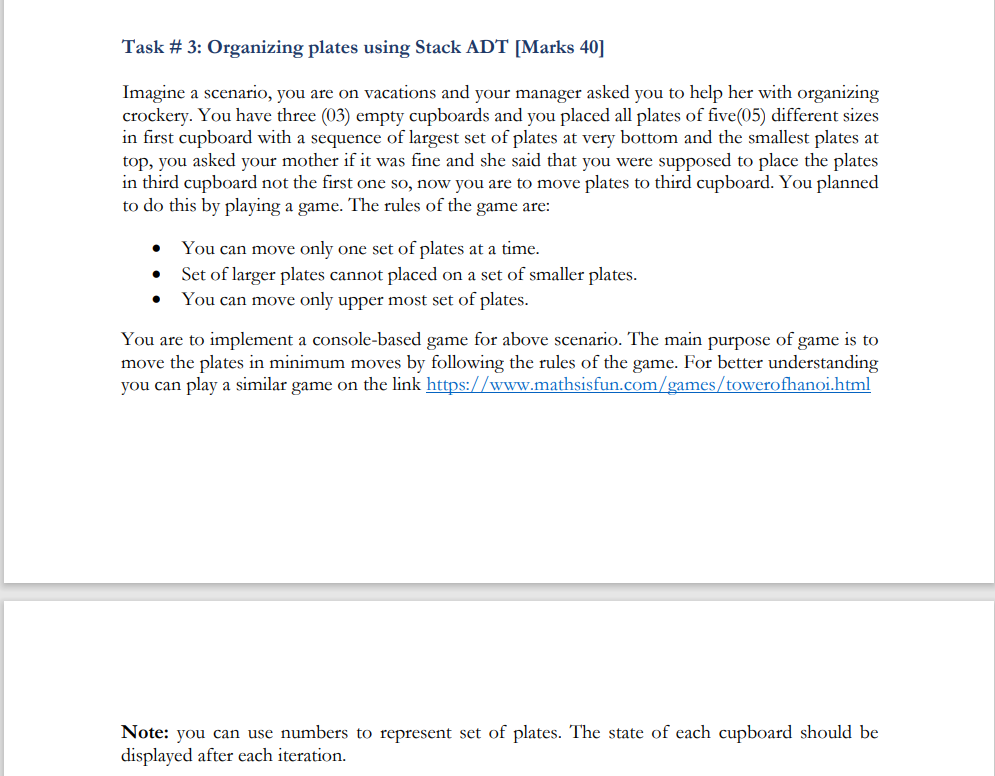 Task # 3: Organizing plates using Stack ADT [Marks 40]
Imagine a scenario, you are on vacations and your manager asked you to help her with organizing
crockery. You have three (03) empty cupboards and you placed all plates of five(05) different sizes
in first cupboard with a sequence of largest set of plates at very bottom and the smallest plates at
top, you asked your mother if it was fine and she said that you were supposed to place the plates
in third cupboard not the first one so, now you are to move plates to third cupboard. You planned
to do this by playing a game. The rules of the game are:
• You can move only one set of plates at a time.
• Set of larger plates cannot placed on a set of smaller plates.
• You can move only upper most set of plates.
You are to implement a console-based game for above scenario. The main purpose of game is to
move the plates in minimum moves by following the rules of the game. For better understanding
you can play a similar game on the link https://www.mathsisfun.com/games/towerofhanoi.html
Note: you can use numbers to represent set of plates. The state of each cupboard should be
displayed after each iteration.